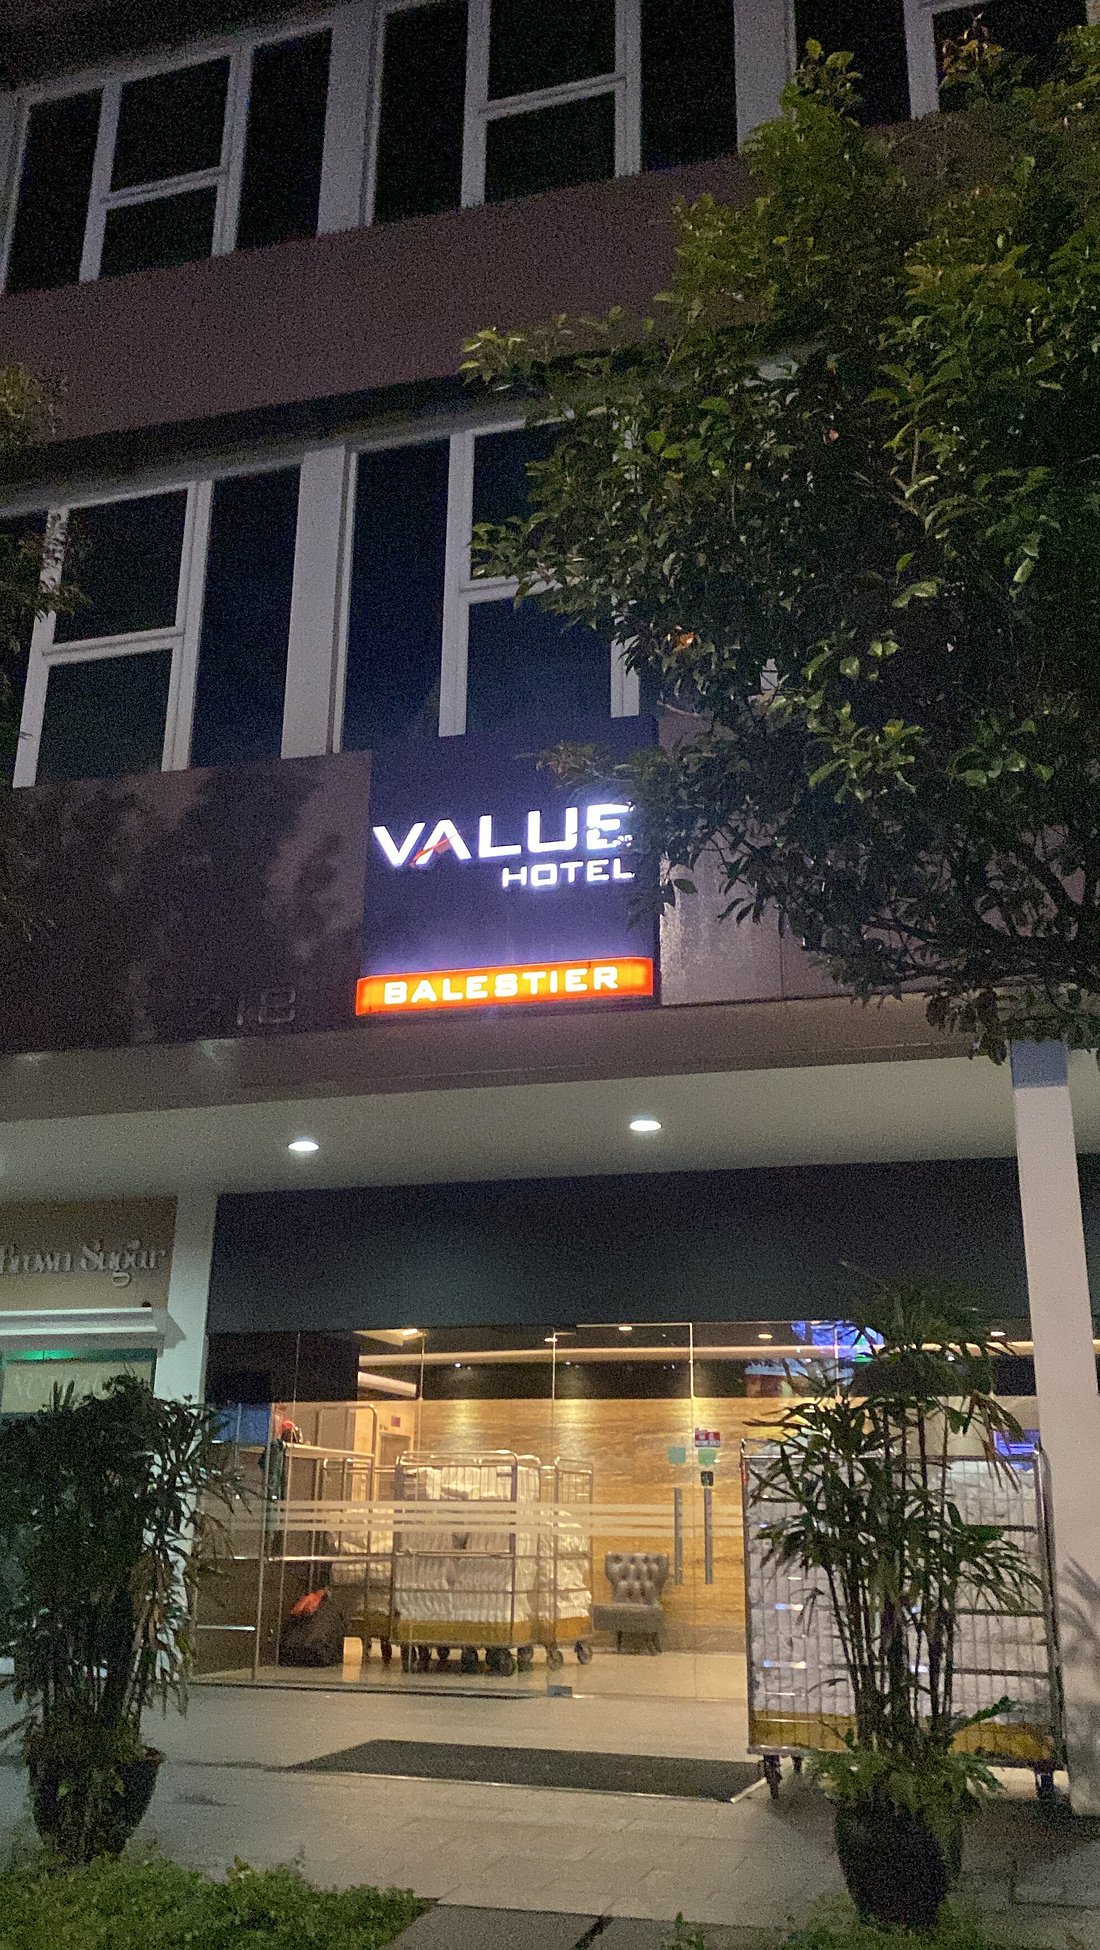 VALUE
HOTEL
BALESTIER
Brown Sugar